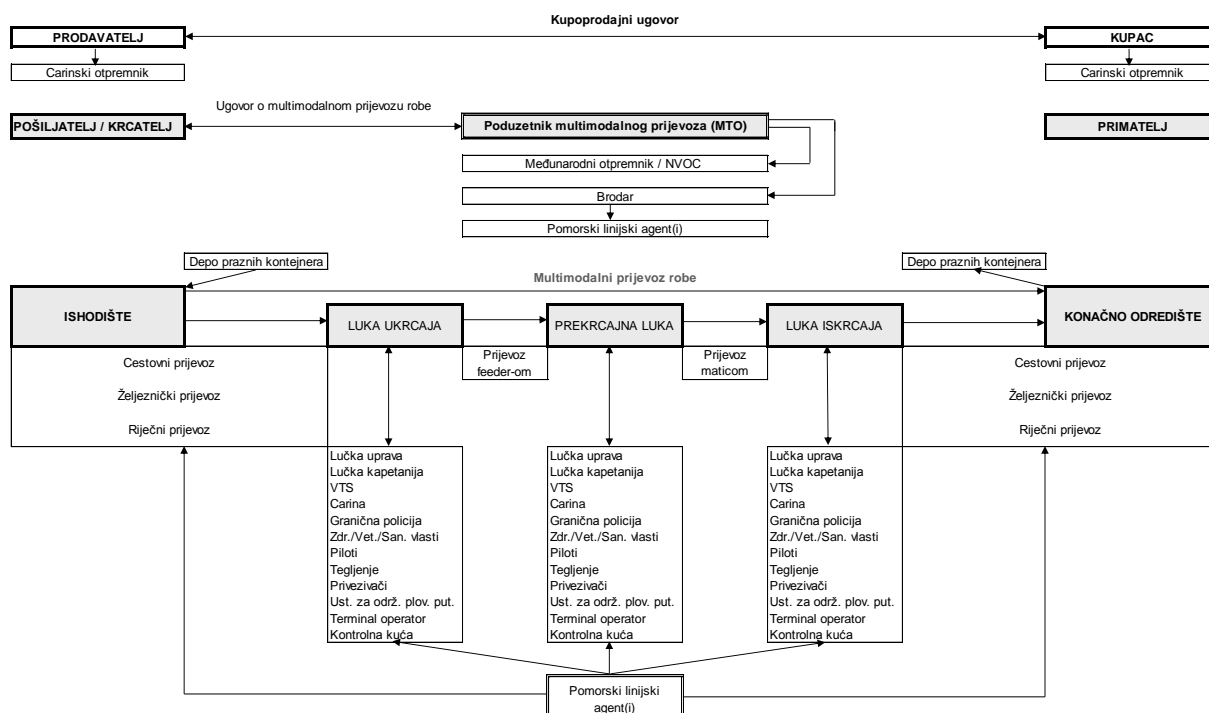 Kupoprodajni ugovor
PRODAVATELJ
KUPAC
Carinski otpremnik
Carinski otpremnik
Ugovor o multimodalnom prijevozu robe
POŠILJATELJ / KRCATELJ
Poduzetnik multimodalnog prijevoza (MTO)
PRIMATELJ
Međunarodni otpremnik / NVOC
Brodar
Pomorski linijski agent(i)
Depo praznih kontejnera
Depo praznih kontejnera
Multimodalni prijevoz robe
ISHODIŠTE
LUKA UKRCAJA
PREKRCAJNA LUKA
LUKA ISKRCAJA
KONAČNO ODREDIŠTE
Cestovni prijevoz
Željeznički prijevoz
Riječni prijevoz
Prijevoz
feeder-om
Prijevoz
maticom
Cestovni prijevoz
Željeznički prijevoz
Riječni prijevoz
Lučka uprava
Lučka kapetanija
VTS
Carina
Granična policija
Zdr./Vet./San. vlasti
Piloti
Tegljenje
Privezivači
Ust. za održ. plov. put.
Terminal operator
Kontrolna kuća
Lučka uprava
Lučka kapetanija
VTS
Carina
Granična policija
Zdr./Vet./San. vlasti
Piloti
Tegljenje
Privezivači
Ust. za održ. plov. put.
Terminal operator
Kontrolna kuća
Lučka uprava
Lučka kapetanija
VTS
Carina
Granična policija
Zdr./Vet./San. vlasti
Piloti
Tegljenje
Privezivači
Ust. za održ. plov. put.
Terminal operator
Kontrolna kuća
Pomorski linijski
agent(i)